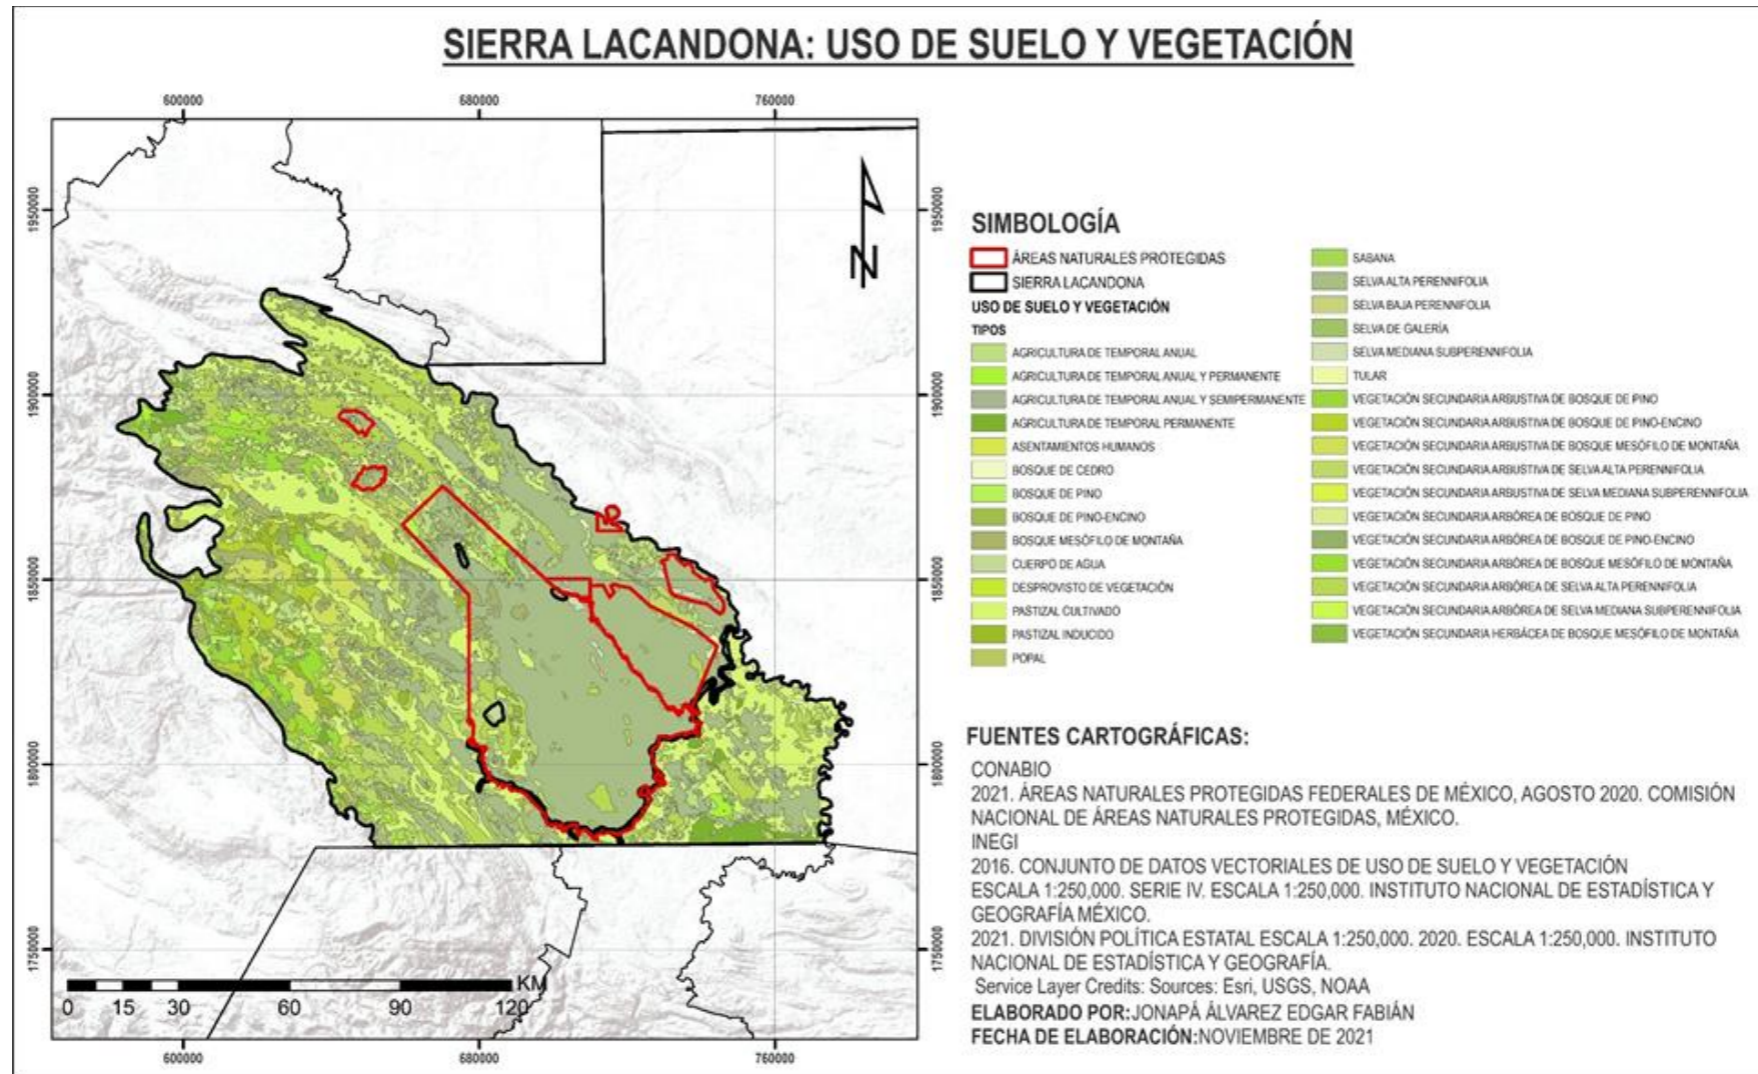 SIERRA LACANDONA: USO DE SUELO Y VEGETACIÓN
600000 680000 760000
1950000 1950000
1900000 1900000
1850000 1850000
1800000 1800000
1750000 1750000
N
KM
0 15 30 60 90 120
600000 680000 760000
SIMBOLOGÍA
ÁREAS NATURALES PROTEGIDAS
SIERRA LACANDONA
USO DE SUELO Y VEGETACIÓN
TIPOS
AGRICULTURA DE TEMPORAL ANUAL
AGRICULTURA DE TEMPORAL ANUAL Y PERMANENTE
AGRICULTURA DE TEMPORAL ANUAL Y SEMIPERMANENTE
AGRICULTURA DE TEMPORAL PERMANENTE
ASENTAMIENTOS HUMANOS
BOSQUE DE CEDRO
BOSQUE DE PINO
BOSQUE DE PINO-ENCINO
BOSQUE MESÓFILO DE MONTAÑA
CUERPO DE AGUA
DESPROVISTO DE VEGETACIÓN
PASTIZAL CULTIVADO
PASTIZAL INDUCIDO
POPAL
SABANA
SELVA ALTA PERENNIFOLIA
SELVA BAJA PERENNIFOLIA
SELVA DE GALERÍA
SELVA MEDIANA SUBPERENNIFOLIA
TULAR
VEGETACIÓN SECUNDARIA ARBUSTIVA DE BOSQUE DE PINO
VEGETACIÓN SECUNDARIA ARBUSTIVA DE BOSQUE DE PINO-ENCINO
VEGETACIÓN SECUNDARIA ARBUSTIVA DE BOSQUE MESÓFILO DE MONTAÑA
VEGETACIÓN SECUNDARIA ARBUSTIVA DE SELVA ALTA PERENNIFOLIA
VEGETACIÓN SECUNDARIA ARBUSTIVA DE SELVA MEDIANA SUBPERENNIFOLIA
VEGETACIÓN SECUNDARIA ARBÓREA DE BOSQUE DE PINO
VEGETACIÓN SECUNDARIA ARBÓREA DE BOSQUE DE PINO-ENCINO
VEGETACIÓN SECUNDARIA ARBÓREA DE BOSQUE MESÓFILO DE MONTAÑA
VEGETACIÓN SECUNDARIA ARBÓREA DE SELVA ALTA PERENNIFOLIA
VEGETACIÓN SECUNDARIA ARBÓREA DE SELVA MEDIANA SUBPERENNIFOLIA
VEGETACIÓN SECUNDARIA HERBÁCEA DE BOSQUE MESÓFILO DE MONTAÑA
FUENTES CARTOGRÁFICAS:
CONABIO
2021. ÁREAS NATURALES PROTEGIDAS FEDERALES DE MÉXICO, AGOSTO 2020. COMISIÓN
NACIONAL DE ÁREAS NATURALES PROTEGIDAS, MÉXICO.
INEGI
2016. CONJUNTO DE DATOS VECTORIALES DE USO DE SUELO Y VEGETACIÓN
ESCALA 1:250,000. SERIE IV. ESCALA 1:250,000. INSTITUTO NACIONAL DE ESTADÍSTICA Y
GEOGRAFÍA MÉXICO.
2021. DIVISIÓN POLÍTICA ESTATAL ESCALA 1:250,000. 2020. ESCALA 1:250,000. INSTITUTO
NACIONAL DE ESTADÍSTICA Y GEOGRAFÍA.
Service Layer Credits: Sources: Esri, USGS, NOAA
ELABORADO POR:JONAPÁ ÁLVAREZ EDGAR FABIÁN
FECHA DE ELABORACIÓN:NOVIEMBRE DE 2021